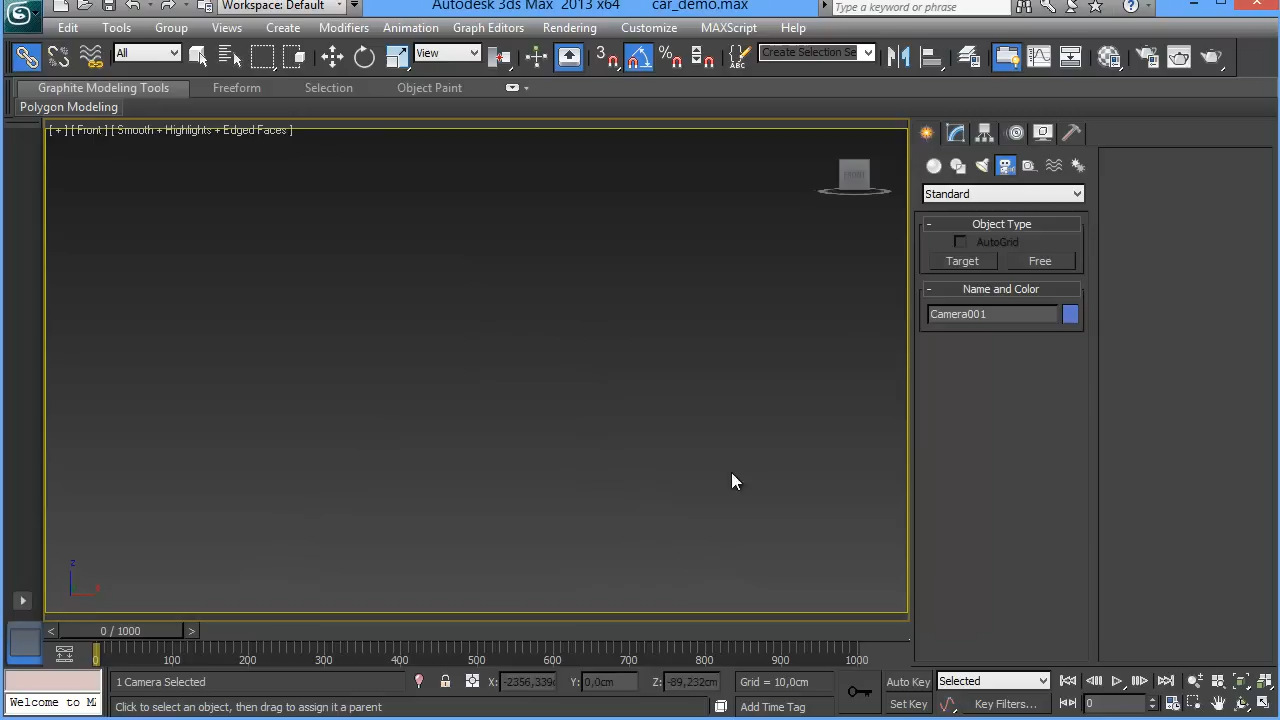 Workspace: Default
Autodesk 3ds Max 2013 x64 car_demo.max
Type a keyword or phrase
Edit Tools Group Views Create Modifiers Animation Graph Editors Rendering Customize MAXScript Help
All
View
3
Create Selection Se
ABC
Graphite Modeling Tools Freeform Selection Object Paint
Polygon Modeling
[ + ] [ Front ] [ Smooth + Highlights + Edged Faces ]
FRONT
Standard
- Object Type
AutoGrid
Target Free
- Name and Color
Camera001
z
x
< 0 / 1000 >
0 100 200 300 400 500 600 700 800 900 1000
1 Camera Selected
X: -2356,339
Y: 0,0cm
Z: -89,232cm
Grid = 10,0cm
Auto Key
Selected
Welcome to M
Click to select an object, then drag to assign it a parent
Add Time Tag
Set Key
Key Filters...
0